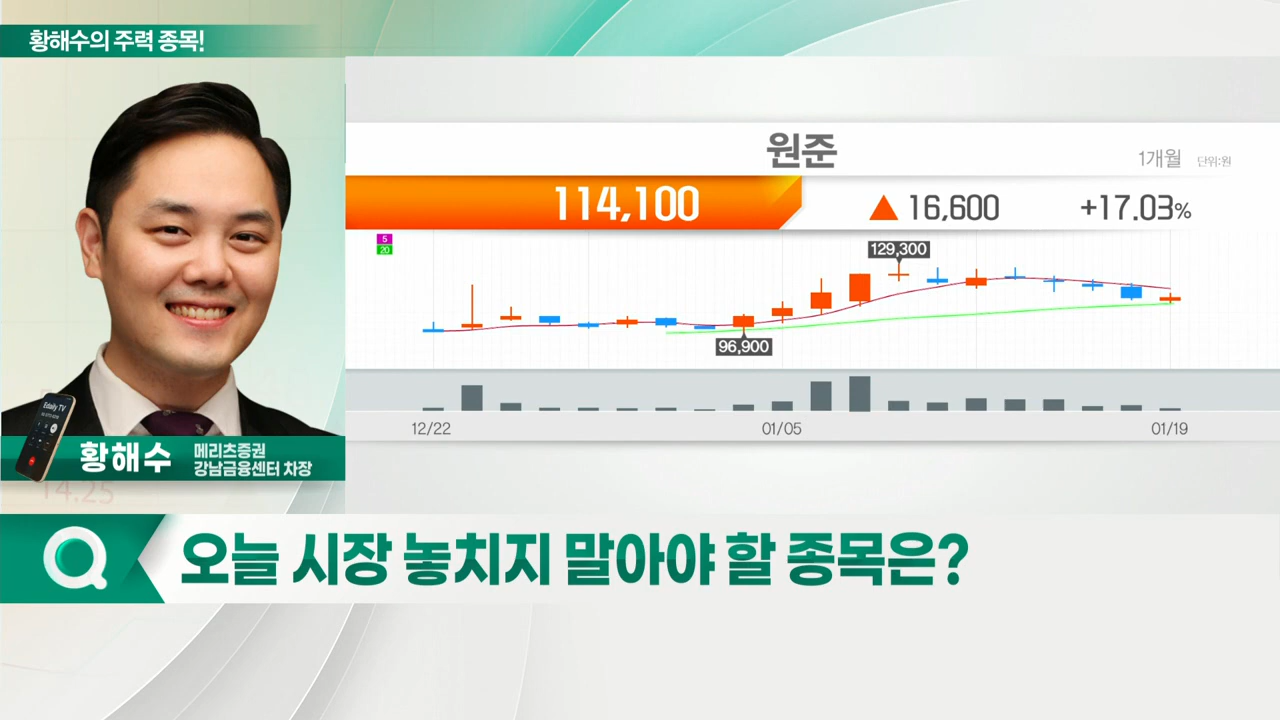 황해수의 주력 종목!
원준
1개월 단위:원
114,100 ▲ 16,600 +17.03%
5
20
129,300
96,900
12/22 01/05 01/19
Edaily TV
황해수
메리츠증권
강남금융센터 차장
14.25
Q 오늘 시장 놓치지 말아야 할 종목은?